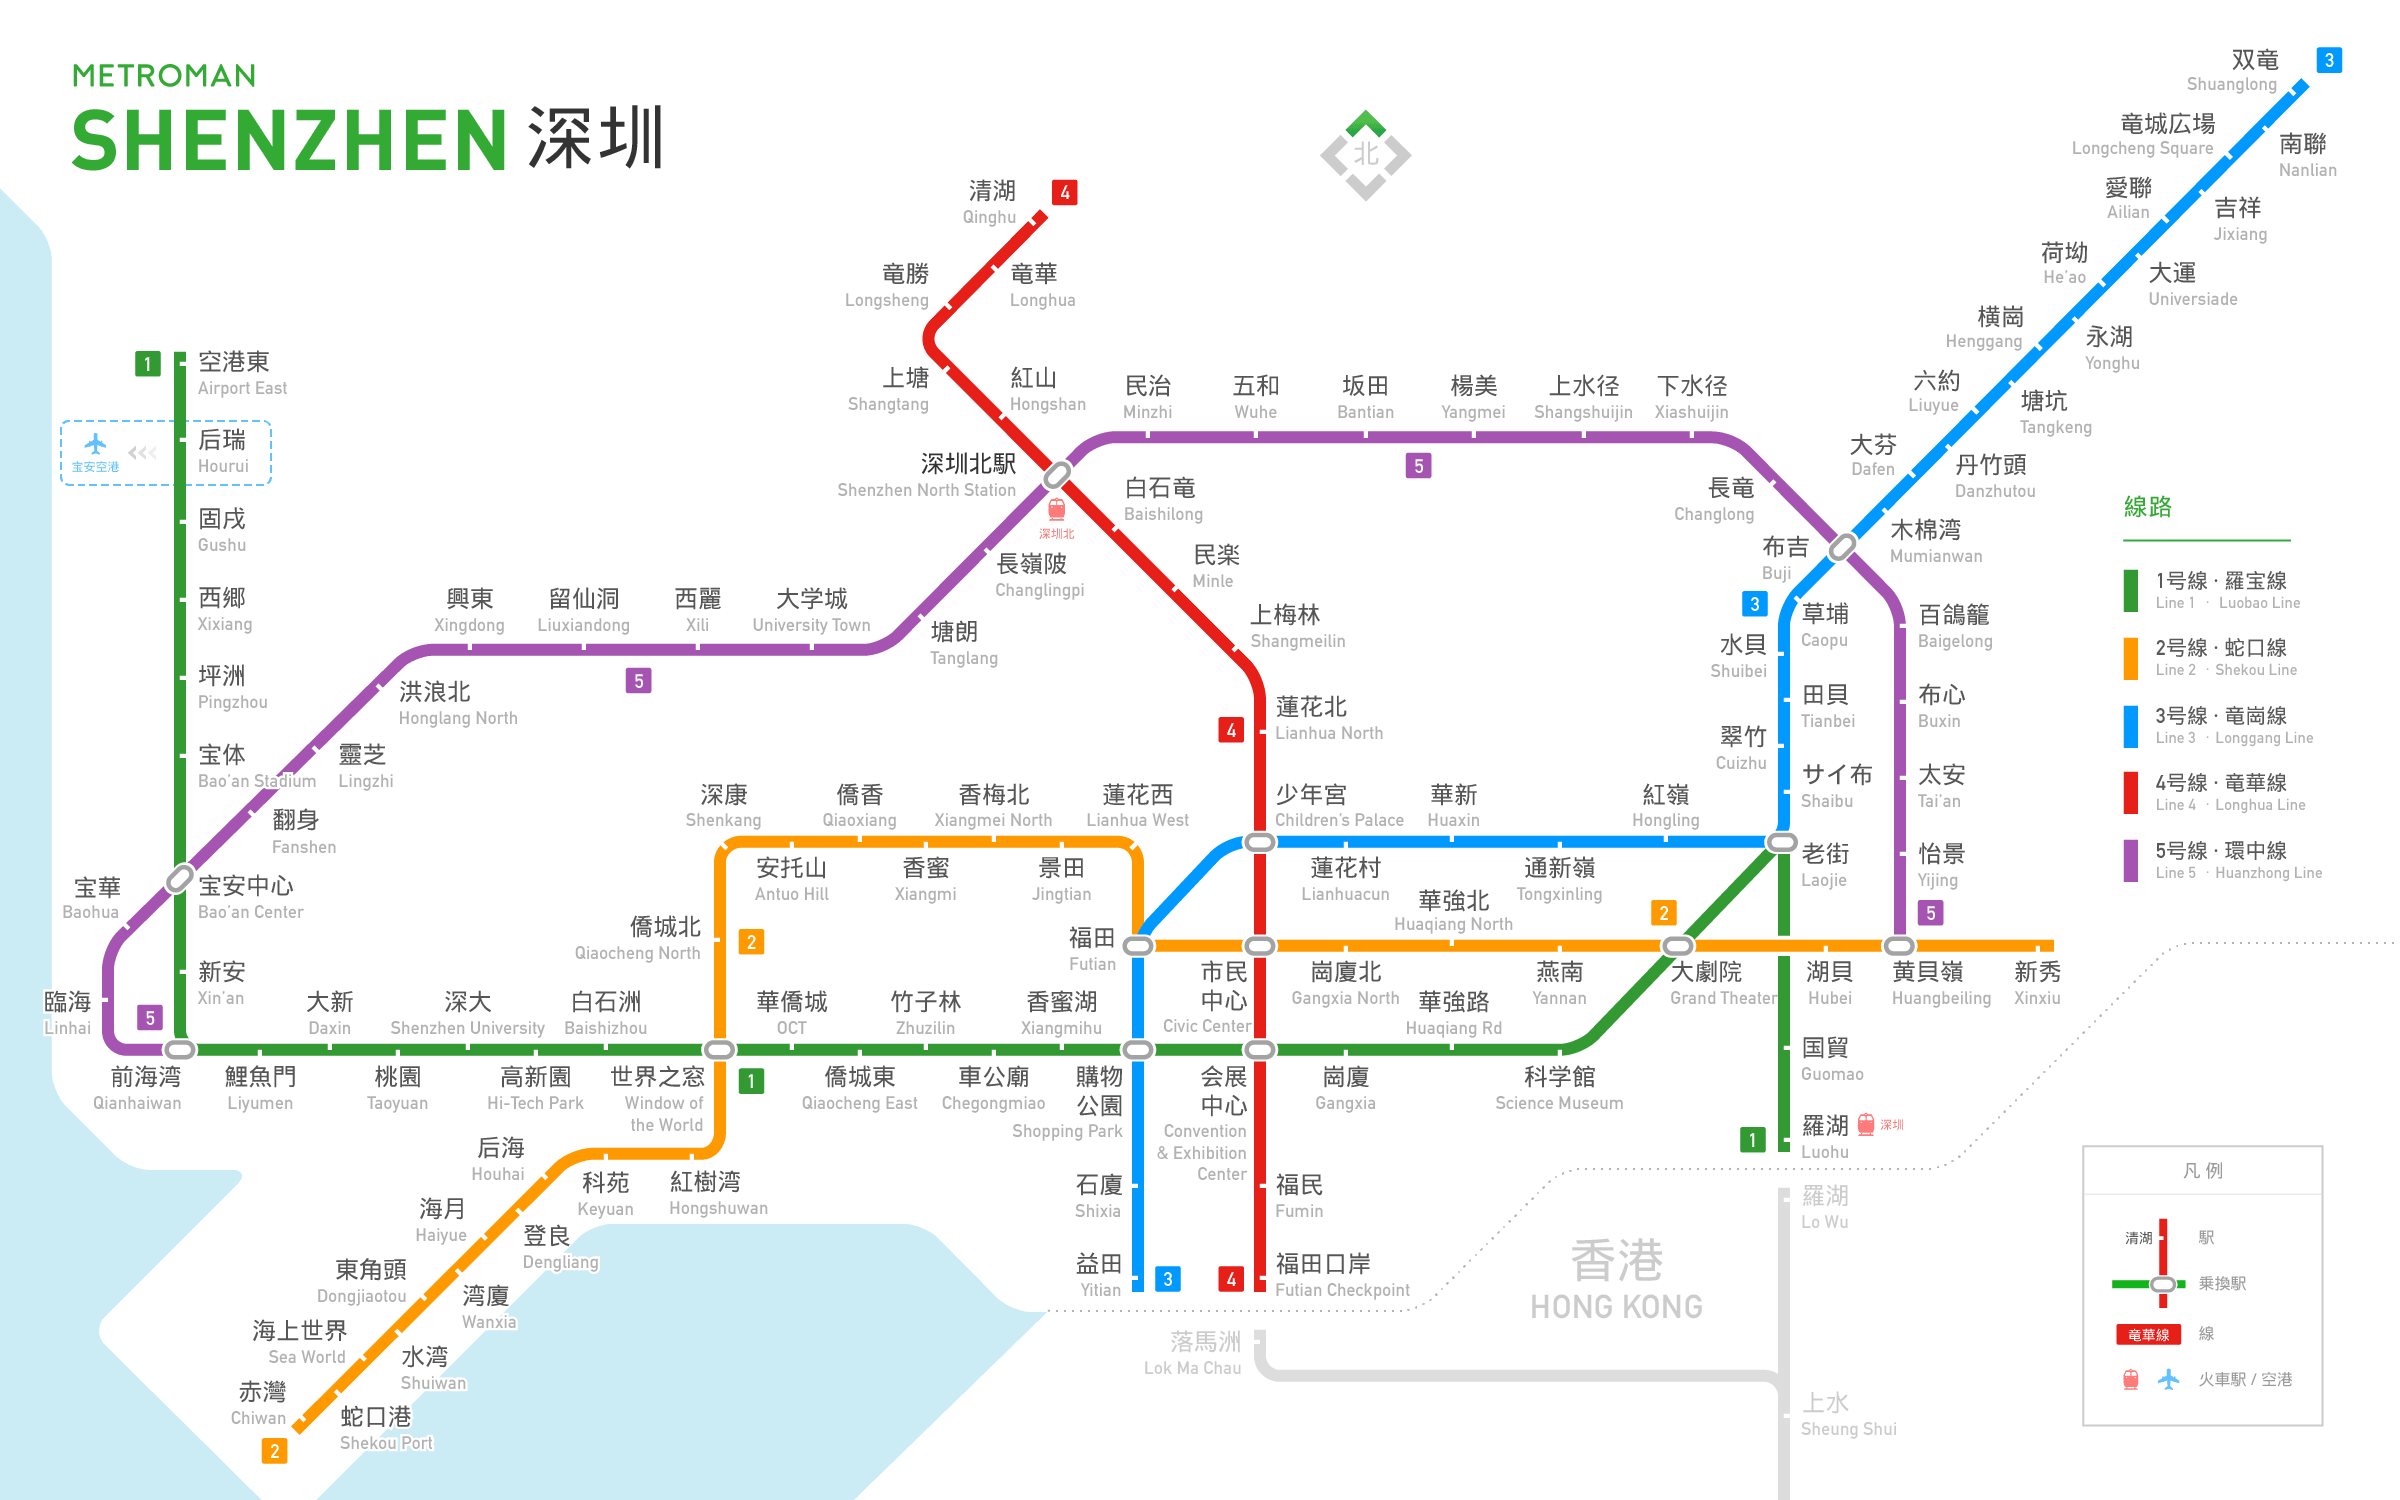 METROMAN
SHENZHEN 深圳
北
1
空港東
Airport East
宝安空港
后瑞
Hourui
固戌
Gushu
西郷
Xixiang
坪洲
Pingzhou
宝体
Bao'an Stadium
宝安中心
Bao'an Center
新安
Xin'an
5
前海湾
Qianhaiwan
鯉魚門
Liyumen
大新
Daxin
桃園
Taoyuan
深大
Shenzhen University
高新園
Hi-Tech Park
白石洲
Baishizhou
世界之窓
Window of
the World
1
華僑城
OCT
僑城東
Qiaocheng East
竹子林
Zhuzilin
車公廟
Chegongmiao
香蜜湖
Xiangmihu
購物
公園
Shopping Park
会展
中心
Convention
& Exhibition
Center
崗廈
Gangxia
華強路
Huaqiang Rd
科学館
Science Museum
大劇院
Grand Theater
老街
Laojie
国貿
Guomao
1
羅湖
Luohu
深圳
臨海
Linhai
宝華
Baohua
翻身
Fanshen
靈芝
Lingzhi
洪浪北
Honglang North
興東
Xingdong
留仙洞
Liuxiandong
5
西麗
Xili
大学城
University Town
塘朗
Tanglang
長嶺陂
Changlingpi
深圳北駅
Shenzhen North Station
深圳北
民治
Minzhi
五和
Wuhe
坂田
Bantian
5
楊美
Yangmei
上水径
Shangshuijin
下水径
Xiashuijin
長竜
Changlong
布吉
Buji
百鴿籠
Baigelong
布心
Buxin
太安
Tai'an
怡景
Yijing
5
黄貝嶺
Huangbeiling
清湖
Qinghu
4
竜華
Longhua
竜勝
Longsheng
上塘
Shangtang
紅山
Hongshan
白石竜
Baishilong
民楽
Minle
上梅林
Shangmeilin
蓮花北
Lianhua North
4
少年宮
Children's Palace
市民
中心
Civic Center
福民
Fumin
4
福田口岸
Futian Checkpoint
双竜
Shuanglong
3
南聯
Nanlian
竜城広場
Longcheng Square
吉祥
Jixiang
愛聯
Ailian
大運
Universiade
荷坳
He'ao
永湖
Yonghu
横崗
Henggang
塘坑
Tangkeng
六約
Liuyue
丹竹頭
Danzhutou
大芬
Dafen
木棉湾
Mumianwan
3
草埔
Caopu
水貝
Shuibei
田貝
Tianbei
翠竹
Cuizhu
サイ布
Shaibu
紅嶺
Hongling
通新嶺
Tongxinling
華新
Huaxin
蓮花村
Lianhuacun
福田
Futian
石廈
Shixia
益田
Yitian
3
深康
Shenkang
安托山
Antuo Hill
僑香
Qiaoxiang
香蜜
Xiangmi
香梅北
Xiangmei North
景田
Jingtian
蓮花西
Lianhua West
僑城北
Qiaocheng North
2
崗廈北
Gangxia North
華強北
Huaqiang North
燕南
Yannan
2
湖貝
Hubei
新秀
Xinxiu
紅樹湾
Hongshuwan
科苑
Keyuan
后海
Houhai
登良
Dengliang
海月
Haiyue
湾廈
Wanxia
東角頭
Dongjiaotou
水湾
Shuiwan
海上世界
Sea World
蛇口港
Shekou Port
赤灣
Chiwan
2
羅湖
Lo Wu
香港
HONG KONG
落馬洲
Lok Ma Chau
上水
Sheung Shui
線路
1号線 · 羅宝線
Line 1 · Luobao Line
2号線 · 蛇口線
Line 2 · Shekou Line
3号線 · 竜崗線
Line 3 · Longgang Line
4号線 · 竜華線
Line 4 · Longhua Line
5号線 · 環中線
Line 5 · Huanzhong Line
凡 例
清湖 駅
乗換駅
竜華線 線
火車駅 / 空港